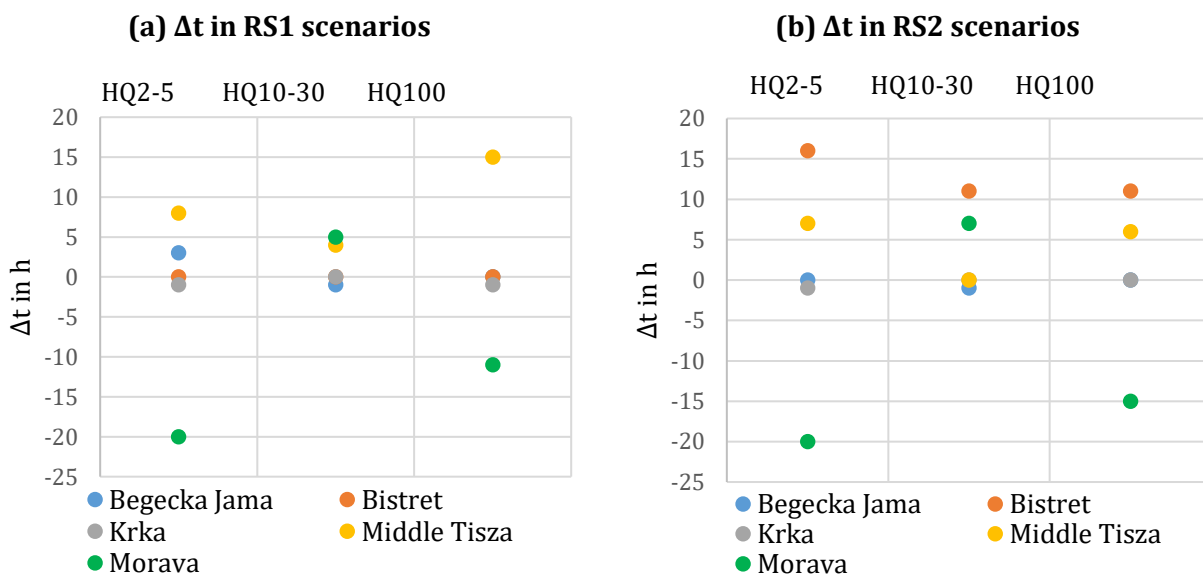 (a) Δt in RS1 scenarios
HQ2-5 HQ10-30 HQ100
20
15
10
5
0
-5
-10
-15
-20
-25
Δt in h
Begecka Jama Bistret
Krka Middle Tisza
Morava
(b) Δt in RS2 scenarios
HQ2-5 HQ10-30 HQ100
20
15
10
5
0
-5
-10
-15
-20
-25
Δt in h
Begecka Jama Bistret
Krka Middle Tisza
Morava